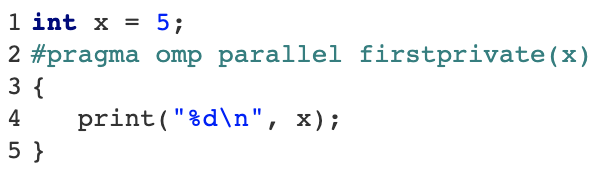 1 int x = 5;
2 #pragma omp parallel firstprivate(x)
3 {
4    print("%d\n", x);
5 }